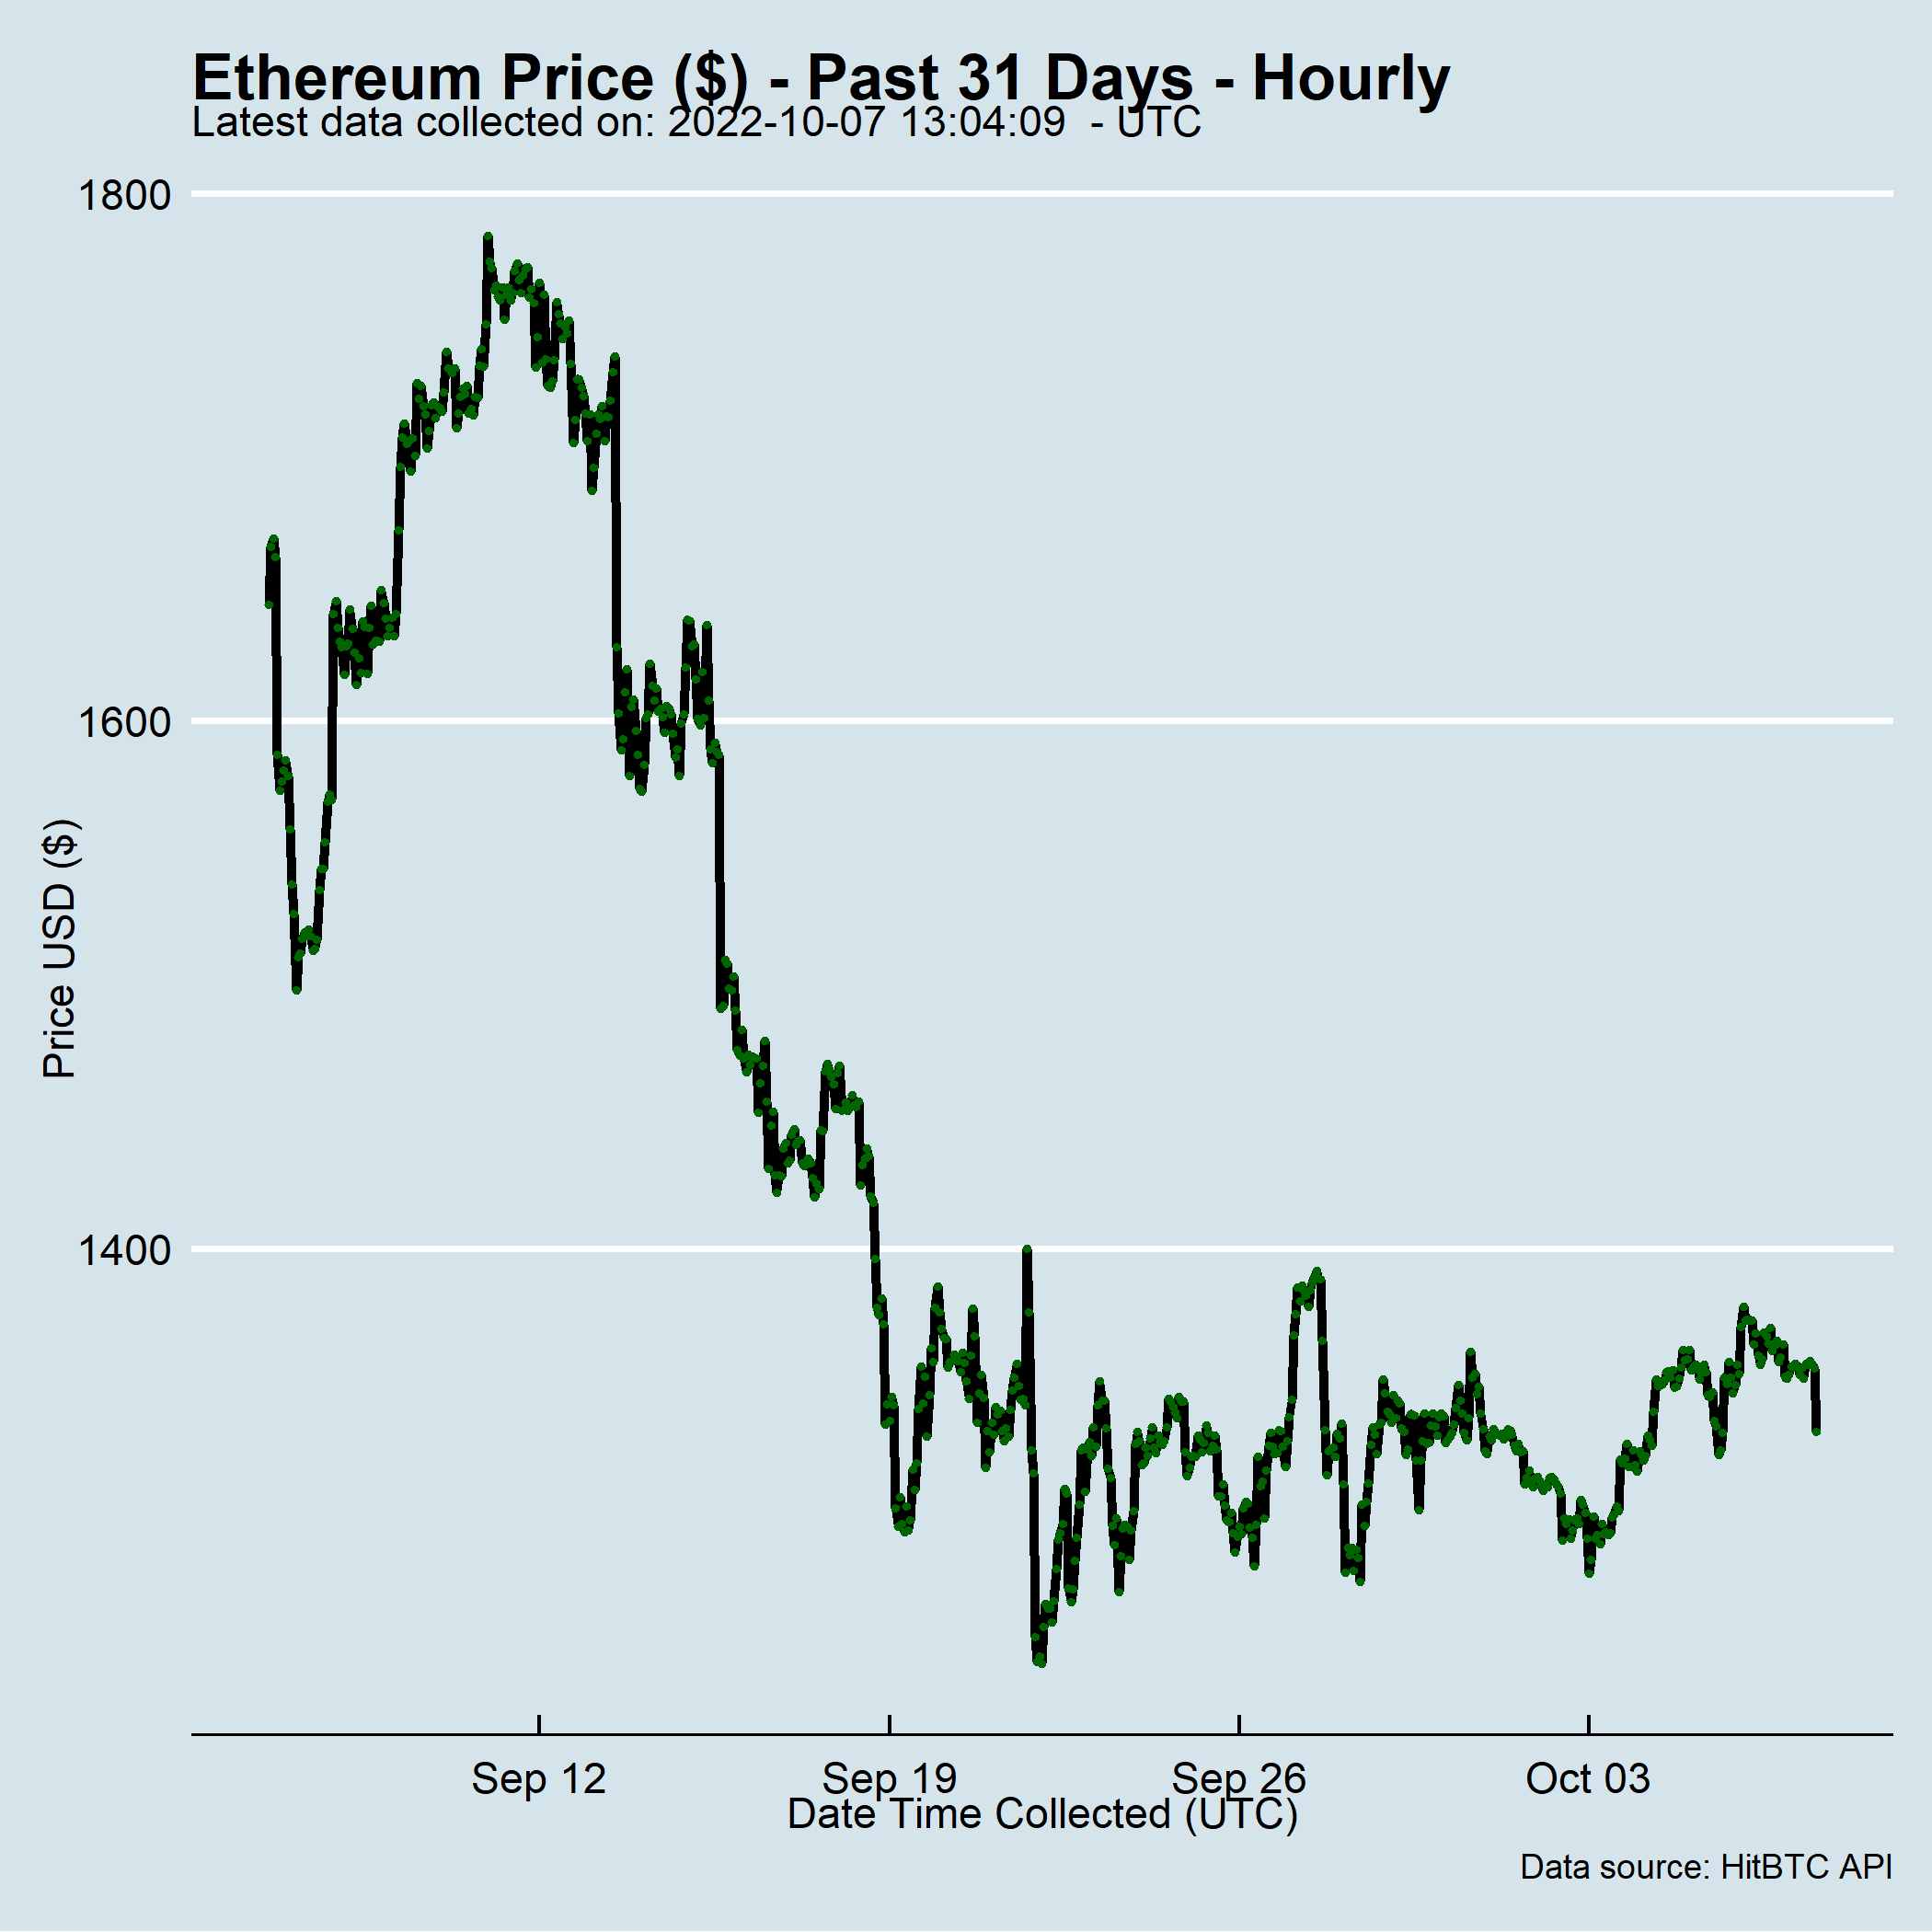 Ethereum Price ($) - Past 31 Days - Hourly
Latest data collected on: 2022-10-07 13:04:09  - UTC
1800
1600
1400
Price USD ($)
Sep 12
Sep 19
Sep 26
Oct 03
Date Time Collected (UTC)
Data source: HitBTC API